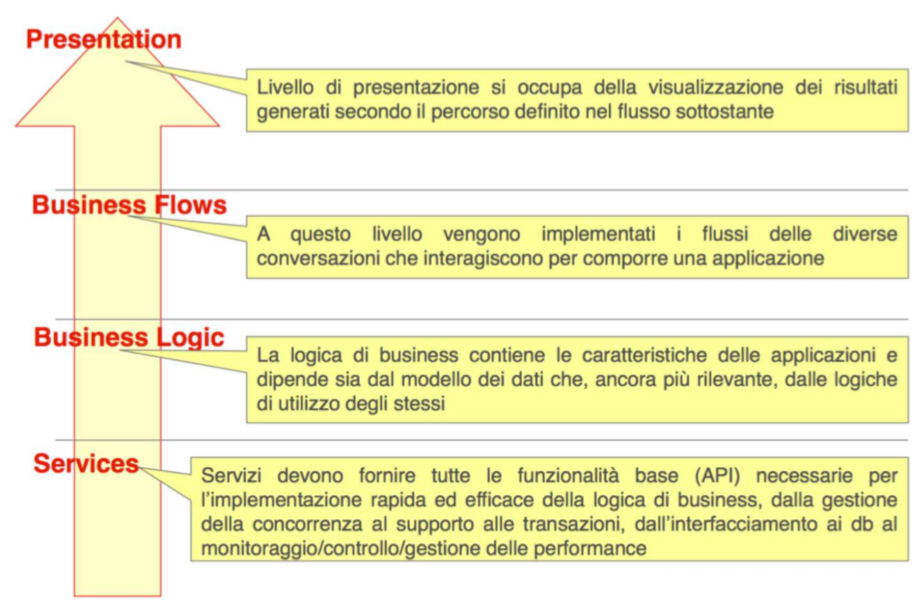 Presentation
Livello di presentazione si occupa della visualizzazione dei risultati
generati secondo il percorso definito nel flusso sottostante
Business Flows
A questo livello vengono implementati i flussi delle diverse
conversazioni che interagiscono per comporre una applicazione
Business Logic
La logica di business contiene le caratteristiche delle applicazioni e
dipende sia dal modello dei dati che, ancora più rilevante, dalle logiche
di utilizzo degli stessi
Services
Servizi devono fornire tutte le funzionalità base (API) necessarie per
l'implementazione rapida ed efficace della logica di business, dalla gestione
della concorrenza al supporto alle transazioni, dall'interfacciamento ai db al
monitoraggio/controllo/gestione delle performance